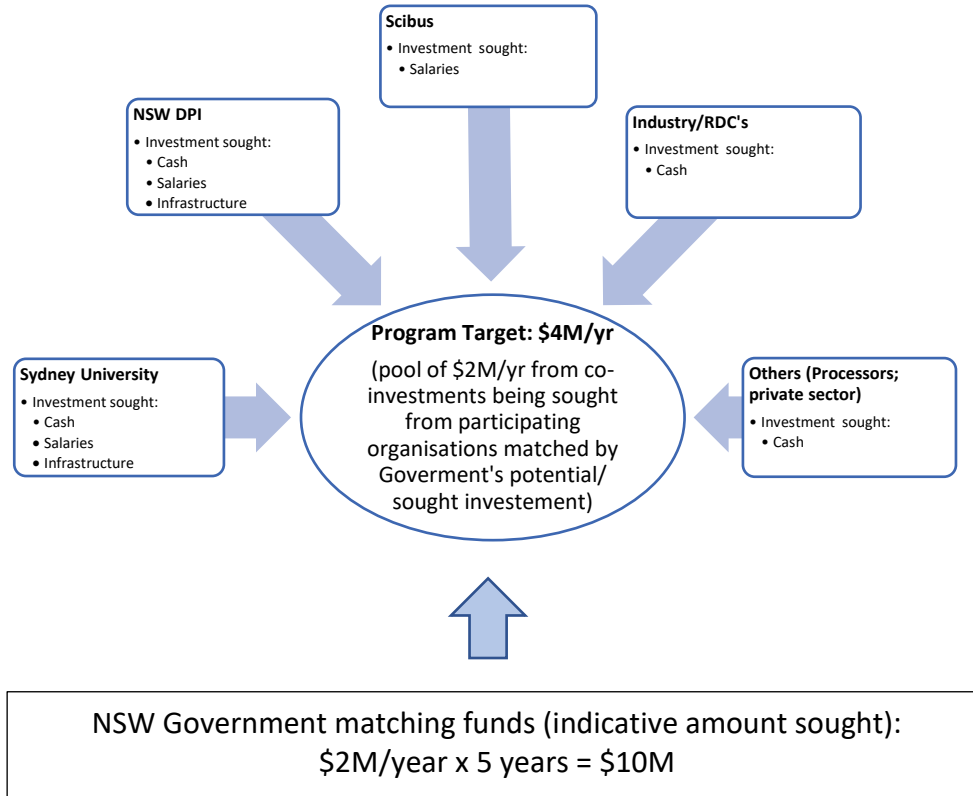 Scibus
• Investment sought:
• Salaries
NSW DPI
• Investment sought:
• Cash
• Salaries
• Infrastructure
Industry/RDC's
• Investment sought:
• Cash
Sydney University
• Investment sought:
• Cash
• Salaries
• Infrastructure
Program Target: $4M/yr
(pool of $2M/yr from co-
investments being sought
from participating
organisations matched by
Goverment's potential/
sought investement)
Others (Processors;
private sector)
• Investment sought:
• Cash
NSW Government matching funds (indicative amount sought):
$2M/year x 5 years = $10M